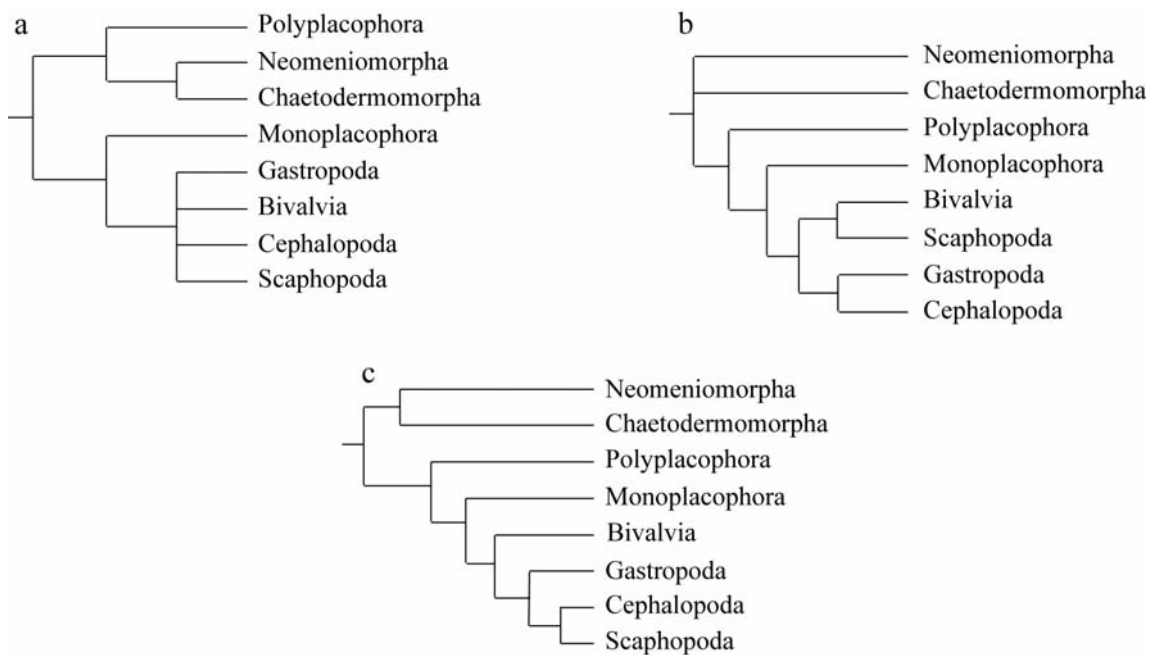 a
Polyplacophora
Neomeniomorpha
Chaetodermomorpha
Monoplacophora
Gastropoda
Bivalvia
Cephalopoda
Scaphopoda
b
Neomeniomorpha
Chaetodermomorpha
Polyplacophora
Monoplacophora
Bivalvia
Scaphopoda
Gastropoda
Cephalopoda
c
Neomeniomorpha
Chaetodermomorpha
Polyplacophora
Monoplacophora
Bivalvia
Gastropoda
Cephalopoda
Scaphopoda